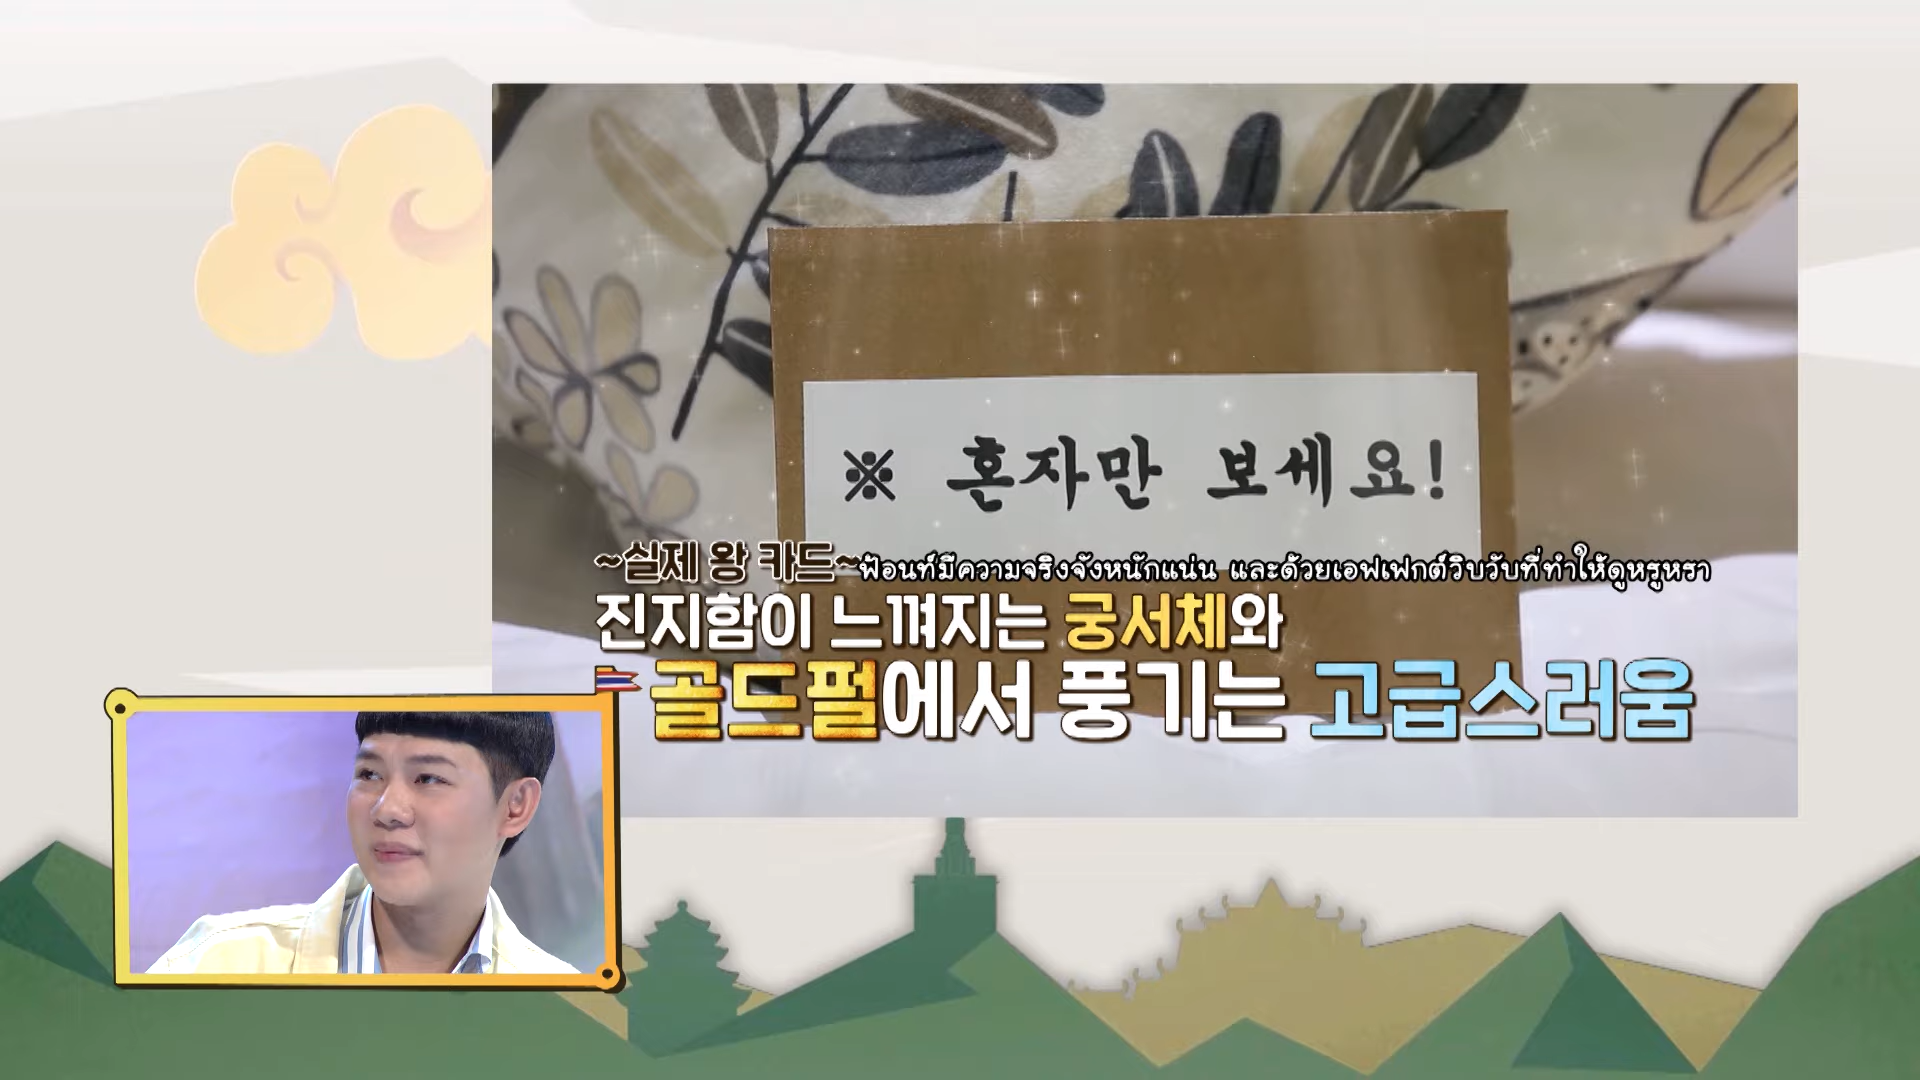 ※ 혼자만 보세요!
~실제 왕 카드~
ฟ้อนท์มีความจริงจังหนักแน่น และด้วยเอฟเฟกต์วิบวับที่ทำให้ดูหรูหรา
진지함이 느껴지는 궁서체와
골드펄에서 풍기는 고급스러움